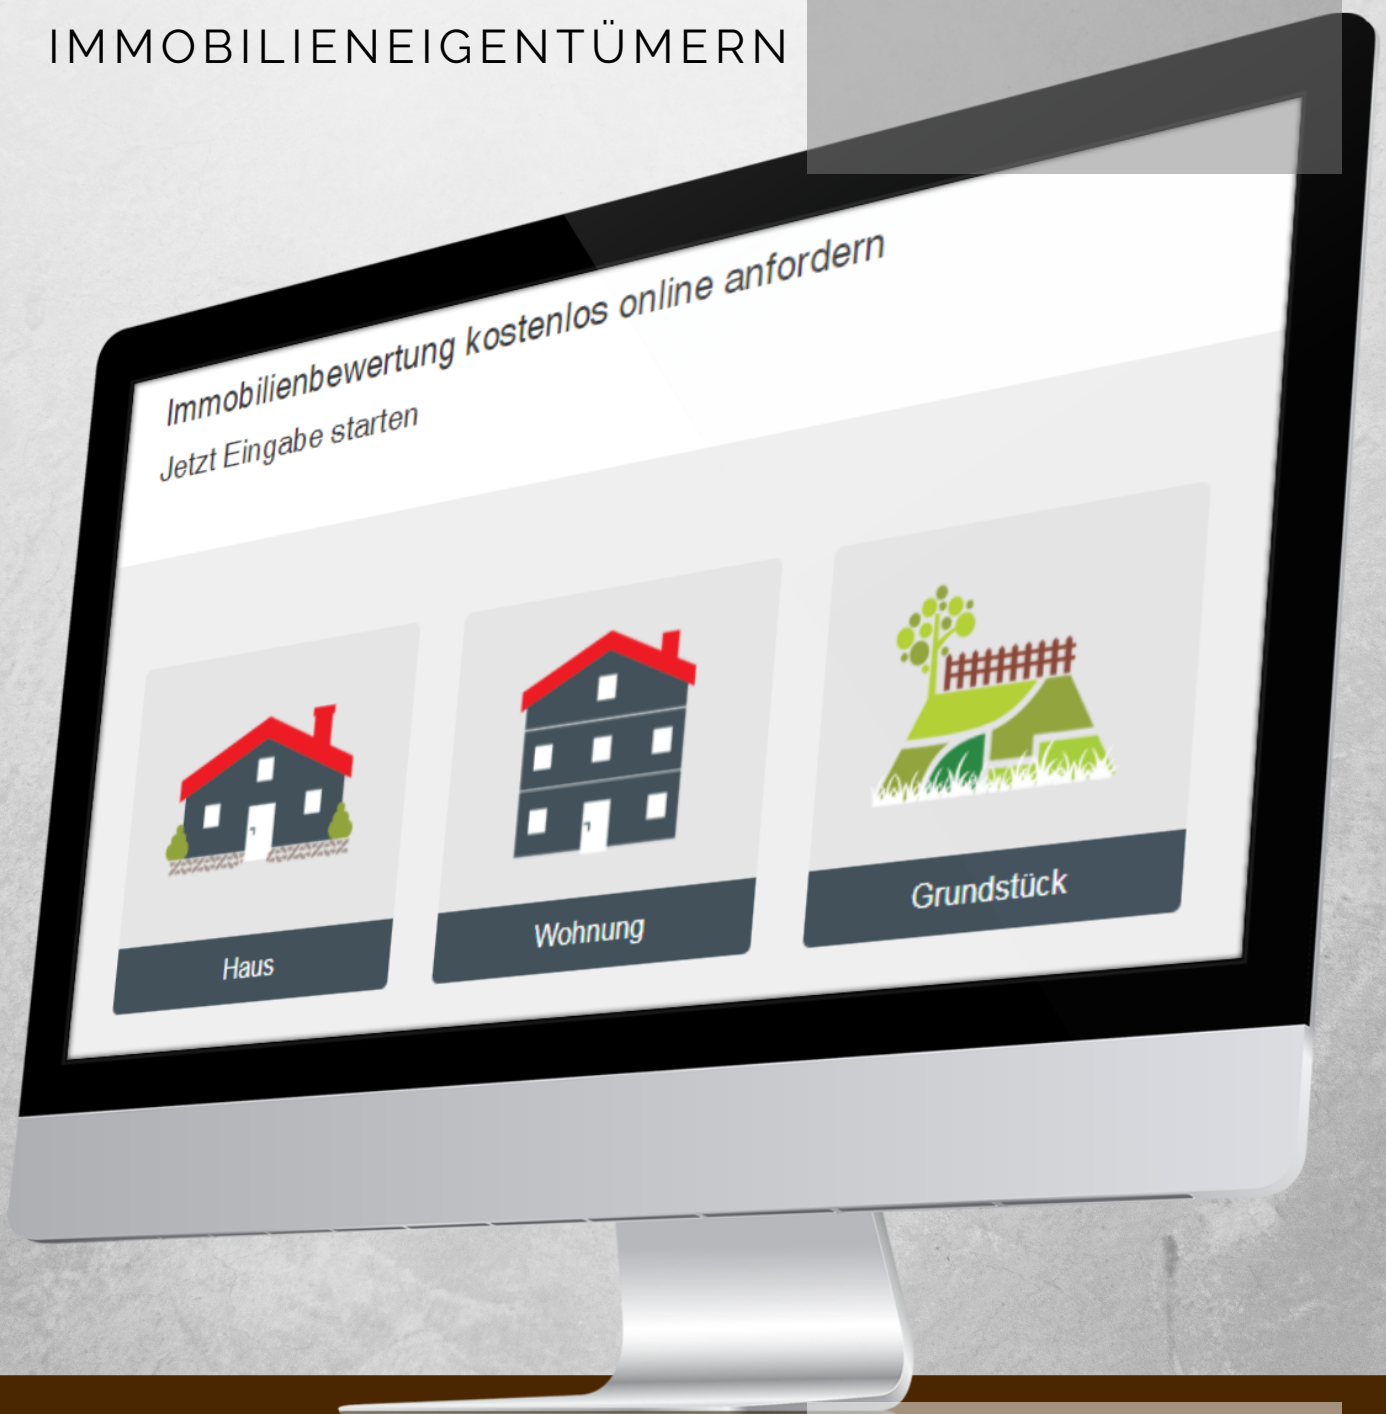 IMMOBILIENEIGENTÜMERN
Immobilienbewertung kostenlos online anfordern
Jetzt Eingabe starten
Haus
Wohnung
Grundstück